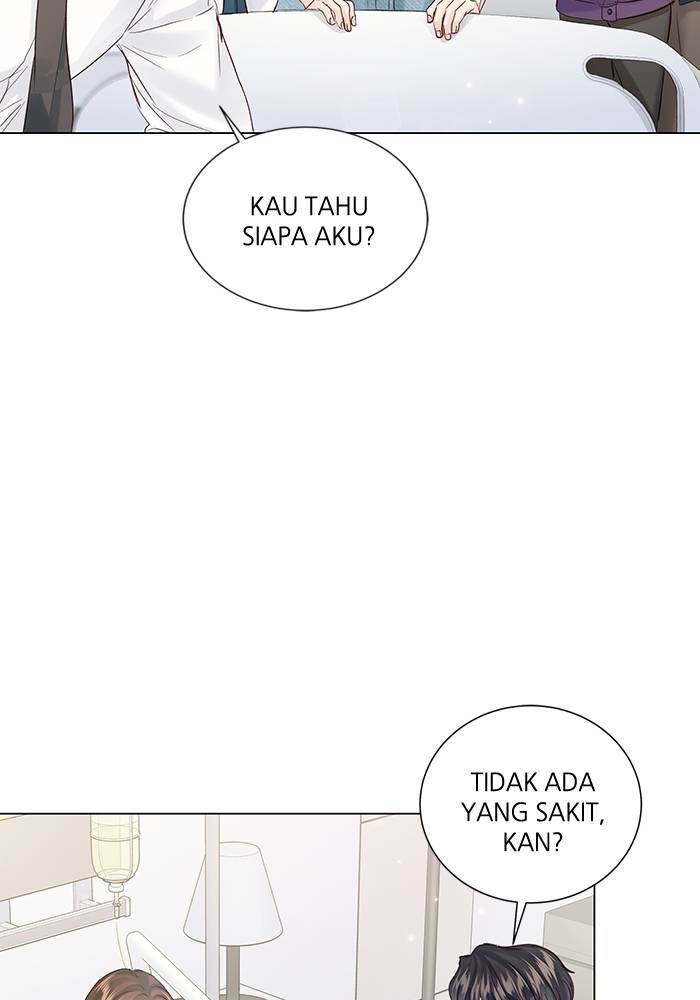 KAU TAHU
SIAPA AKU?
TIDAK ADA
YANG SAKIT,
KAN?